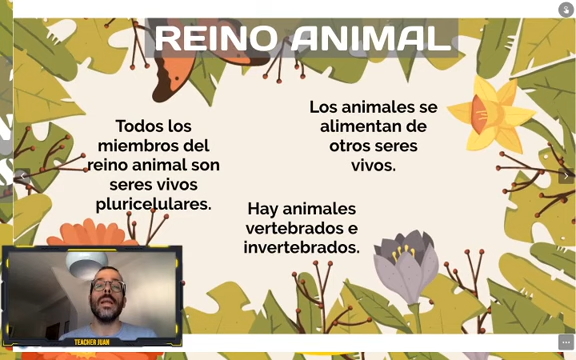 REINO ANIMAL
Todos los
miembros del
reino animal son
seres vivos
pluricelulares.
Los animales se
alimentan de
otros seres
vivos.
Hay animales
vertebrados e
invertebrados.
TEACHER JUAN